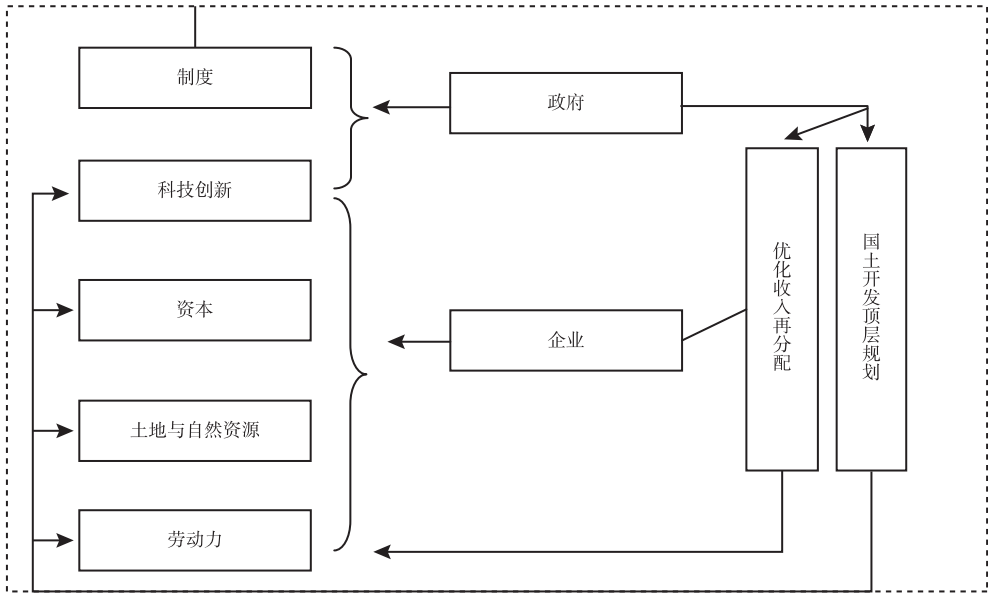 制度
政府
科技创新
资本
企业
土地与自然资源
劳动力
优化收入再分配
国土开发顶层规划